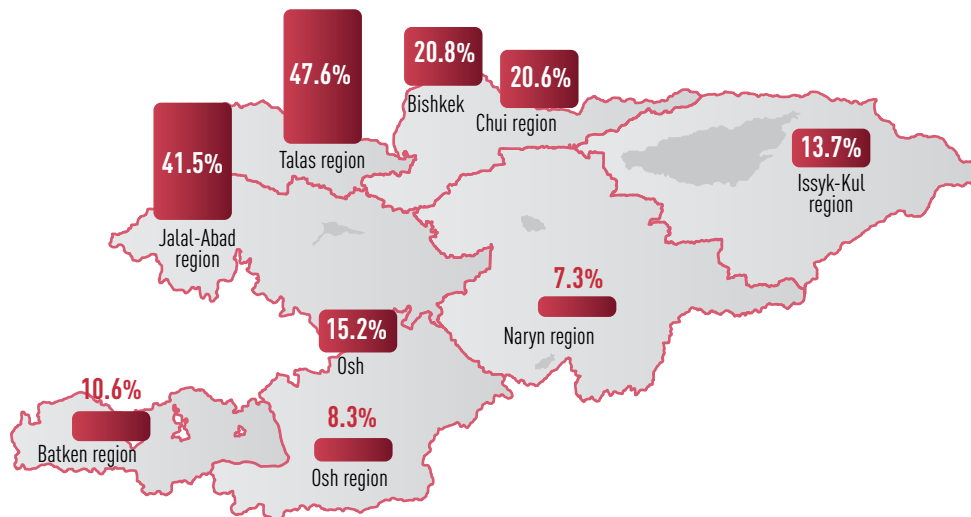 47.6%
Talas region
20.8%
Bishkek
20.6%
Chui region
41.5%
Jalal-Abad
region
13.7%
Issyk-Kul
region
7.3%
Naryn region
15.2%
Osh
10.6%
Batken region
8.3%
Osh region